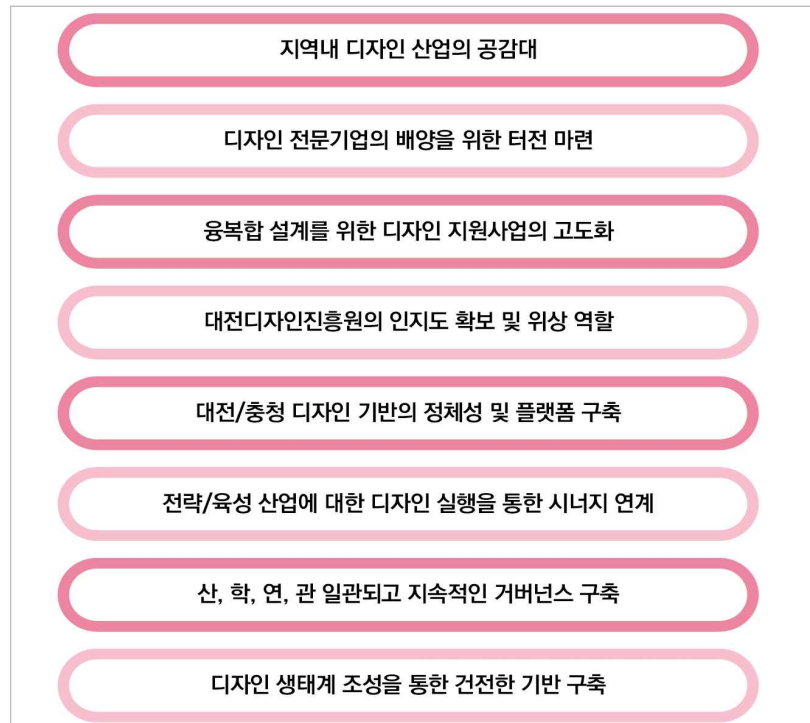 지역내 디자인 산업의 공감대
디자인 전문기업의 배양을 위한 터전 마련
융복합 설계를 위한 디자인 지원사업의 고도화
대전디자인진흥원의 인지도 확보 및 위상 역할
대전/충청 디자인 기반의 정체성 및 플랫폼 구축
전략/육성 산업에 대한 디자인 실행을 통한 시너지 연계
산, 학, 연, 관 일관되고 지속적인 거버넌스 구축
디자인 생태계 조성을 통한 건전한 기반 구축